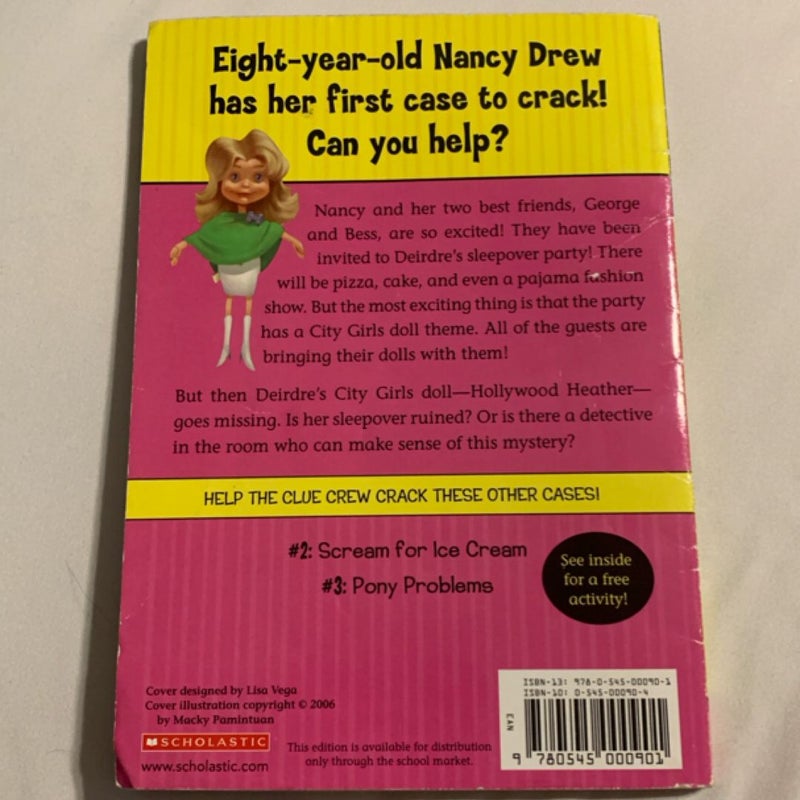 Eight-year-old Nancy Drew
has her first case to crack!
Can you help?
Nancy and her two best friends, George
and Bess, are so excited! They have been
invited to Deirdre's sleepover party! There
will be pizza, cake, and even a pajama fashion
show. But the most exciting thing is that the party
has a City Girls doll theme. All of the guests are
bringing their dolls with them!
But then Deirdre's City Girls doll—Hollywood Heather—
goes missing. Is her sleepover ruined? Or is there a detective
in the room who can make sense of this mystery?
HELP THE CLUE CREW CRACK THESE OTHER CASES!
#2: Scream for Ice Cream
#3: Pony Problems
See inside
for a free
activity!
Cover designed by Lisa Vega
Cover illustration copyright © 2006
by Macky Pamintuan
SCHOLASTIC
www.scholastic.com
This edition is available for distribution
only through the school market.
ISBN-13: 978-0-545-00090-1
ISBN-10: 0-545-00090-4
EAN
9 780545 000901